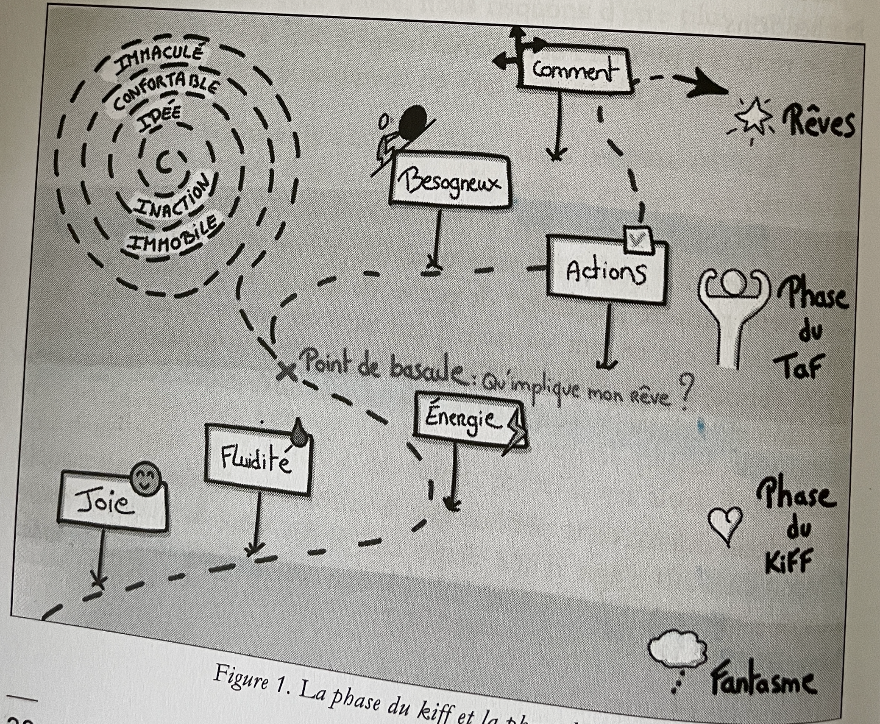 IMMACULÉ
CONFORTABLE
IDÉE
INACTION
IMMOBILE
Comment
Rêves
Besogneux
Actions
Phase
du
TaF
Point de bascule : Qu'implique mon rêve ?
Énergie
Fluidité
Joie
Phase
du
KiFF
Fantasme
Figure 1. La phase du kiff et la